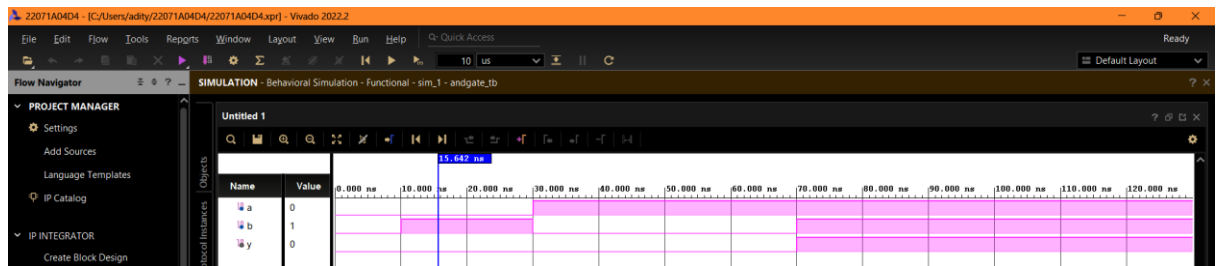 22071A04D4 - [C:/Users/adity/22071A04D4/22071A04D4.xpr] - Vivado 2022.2
File Edit Flow Tools Reports Window Layout View Run Help Q- Quick Access Ready
10 us Default Layout
Flow Navigator SIMULATION - Behavioral Simulation - Functional - sim_1 - andgate_tb
PROJECT MANAGER
Untitled 1
Settings
Add Sources
15.642 ns
Language Templates
Objects
Name Value 0.000 ns 10.000 ns 20.000 ns 30.000 ns 40.000 ns 50.000 ns 60.000 ns 70.000 ns 80.000 ns 90.000 ns 100.000 ns 110.000 ns 120.000 ns
IP Catalog
a 0
b 1
y 0
IP INTEGRATOR
Create Block Design
otocol Instances